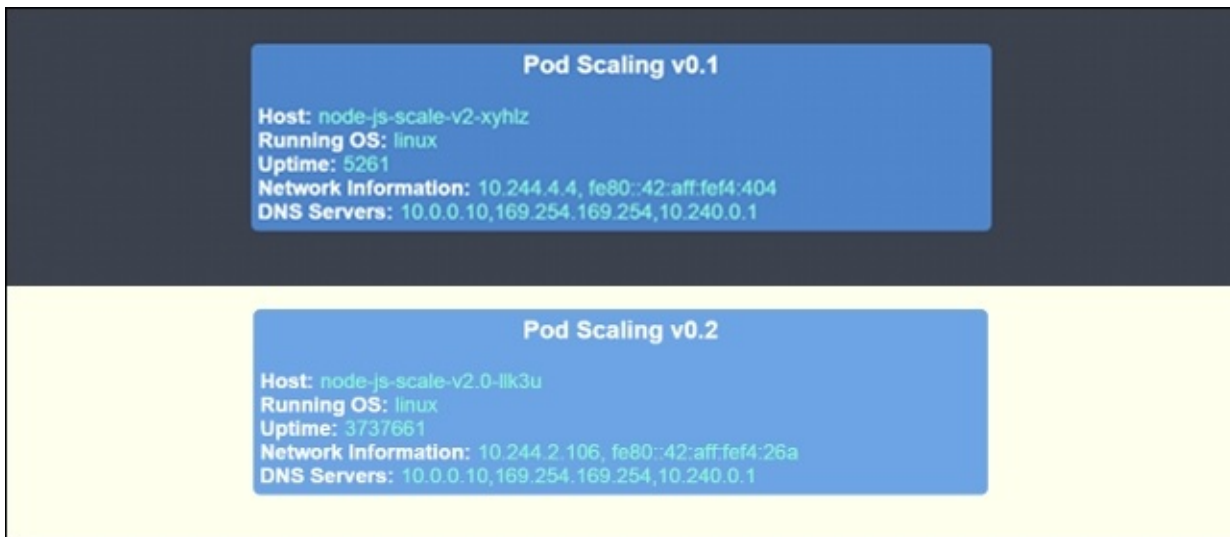 Pod Scaling v0.1
Host: node-js-scale-v2-xyhlz
Running OS: linux
Uptime: 5261
Network Information: 10.244.4.4, fe80::42:aff:fef4:404
DNS Servers: 10.0.0.10,169.254.169.254,10.240.0.1
Pod Scaling v0.2
Host: node-js-scale-v2.0-llk3u
Running OS: linux
Uptime: 3737661
Network Information: 10.244.2.106, fe80::42:aff:fef4:26a
DNS Servers: 10.0.0.10,169.254.169.254,10.240.0.1